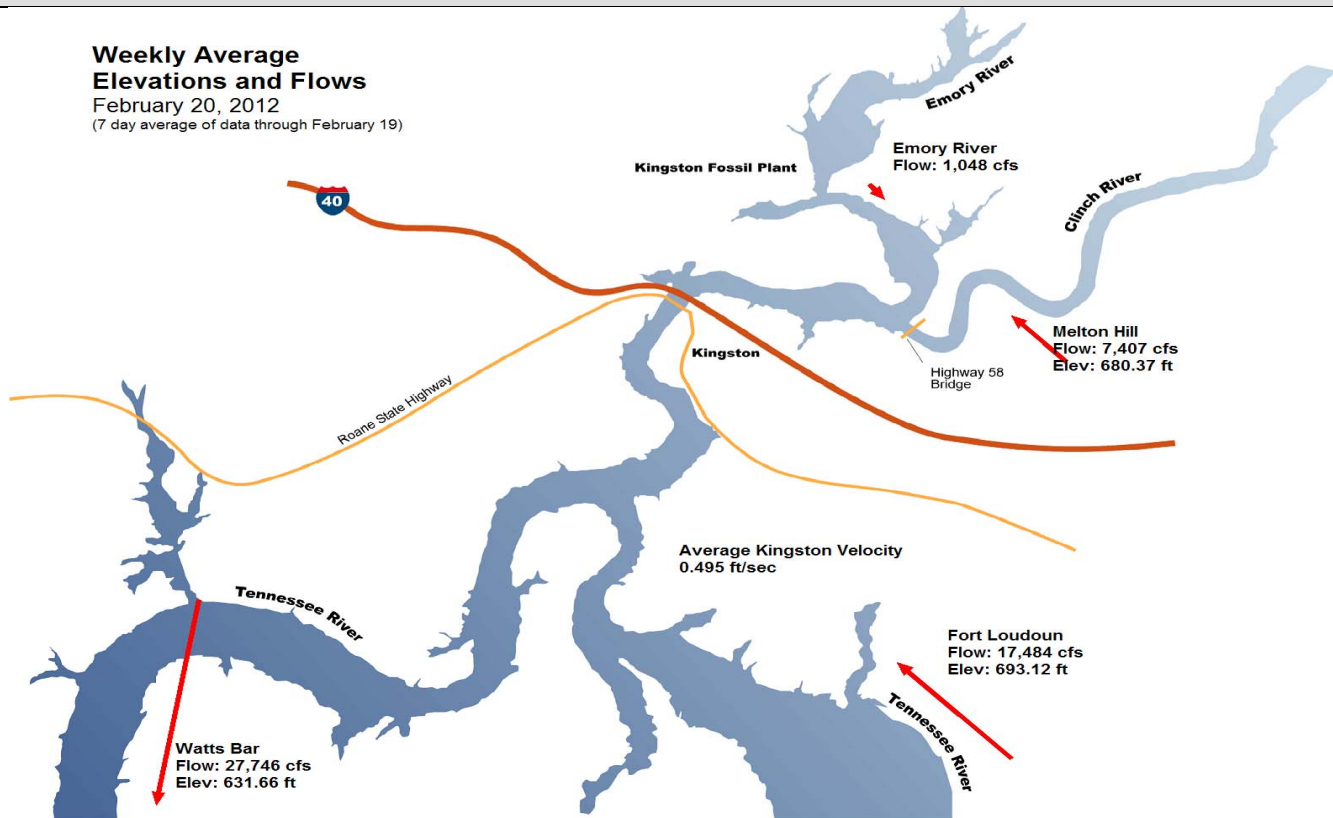 Weekly Average
Elevations and Flows
February 20, 2012
(7 day average of data through February 19)
Emory River
Emory River
Flow: 1,048 cfs
Kingston Fossil Plant
Clinch River
40
Melton Hill
Flow: 7,407 cfs
Elev: 680.37 ft
Kingston
Highway 58
Bridge
Roane State Highway
Average Kingston Velocity
0.495 ft/sec
Tennessee River
Fort Loudoun
Flow: 17,484 cfs
Elev: 693.12 ft
Tennessee River
Watts Bar
Flow: 27,746 cfs
Elev: 631.66 ft